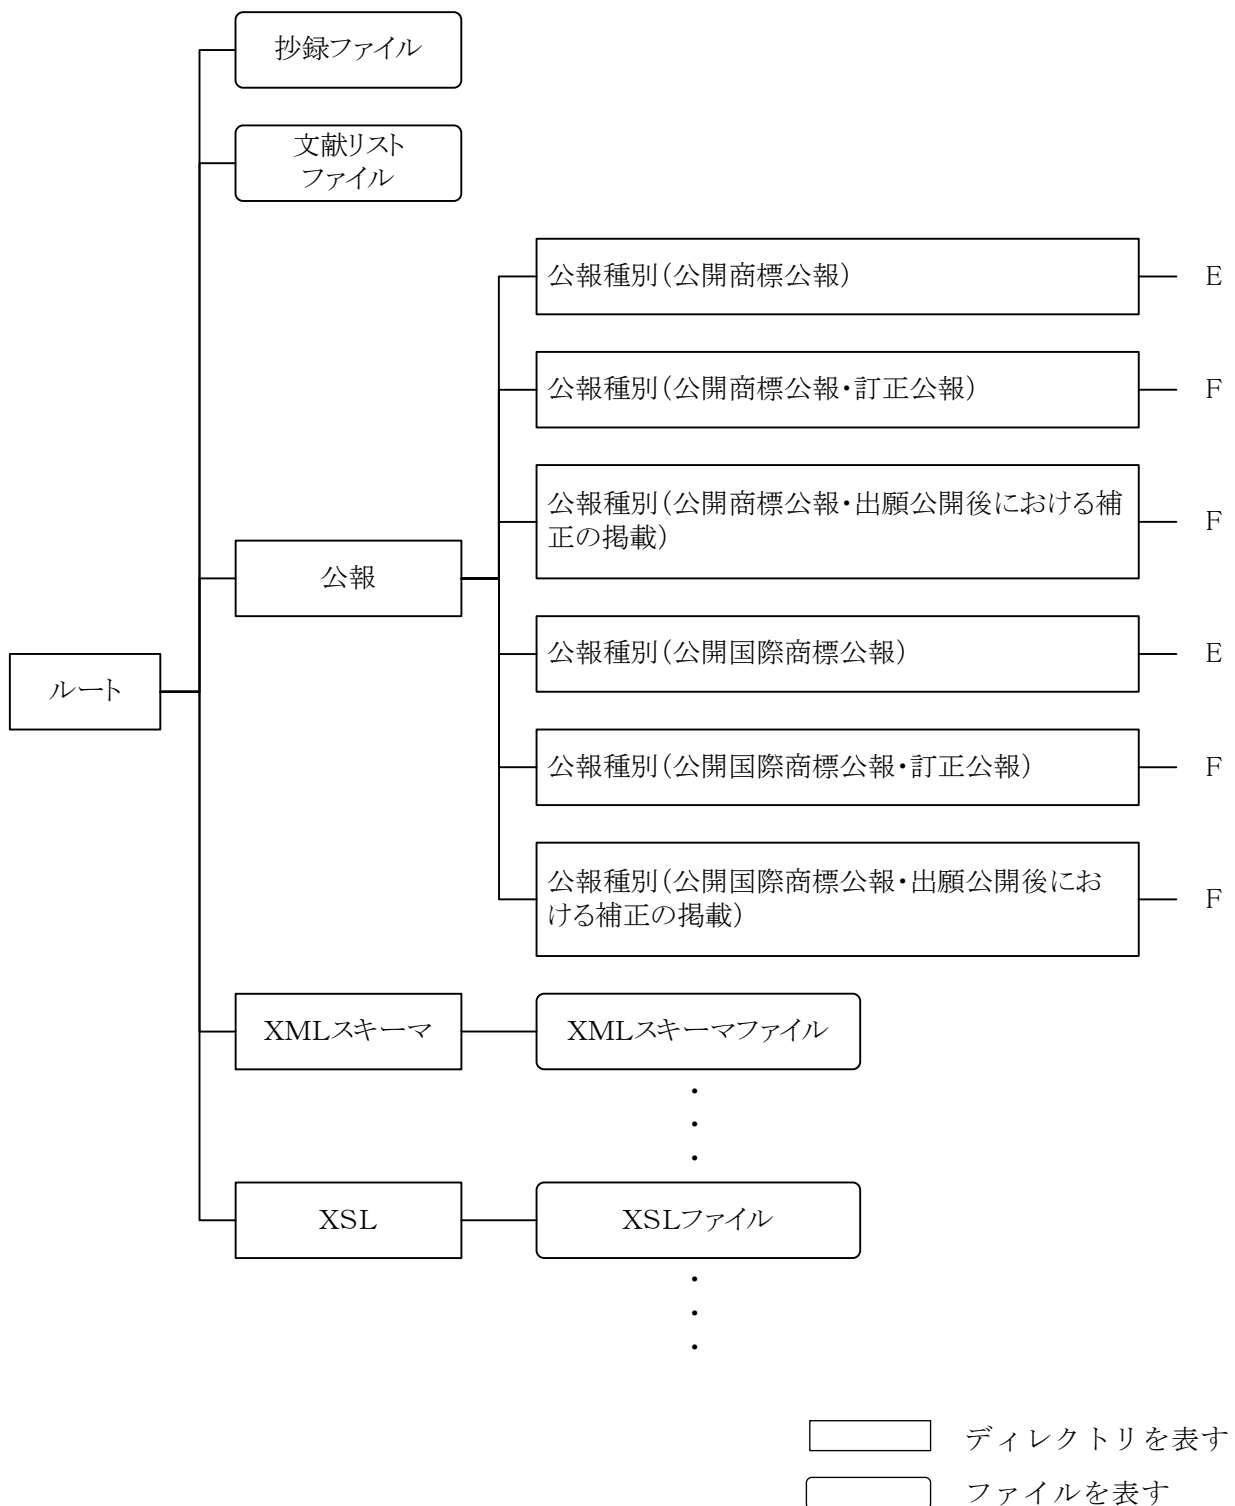 抄録ファイル
文献リスト
ファイル
公報種別(公開商標公報)
E
公報種別(公開商標公報・訂正公報)
F
公報種別(公開商標公報・出願公開後における補
正の掲載)
F
公報
公報種別(公開国際商標公報)
E
ルート
公報種別(公開国際商標公報・訂正公報)
F
公報種別(公開国際商標公報・出願公開後にお
ける補正の掲載)
F
XMLスキーマ
XMLスキーマファイル
・
・
・
XSL
XSLファイル
・
・
・
ディレクトリを表す
ファイルを表す